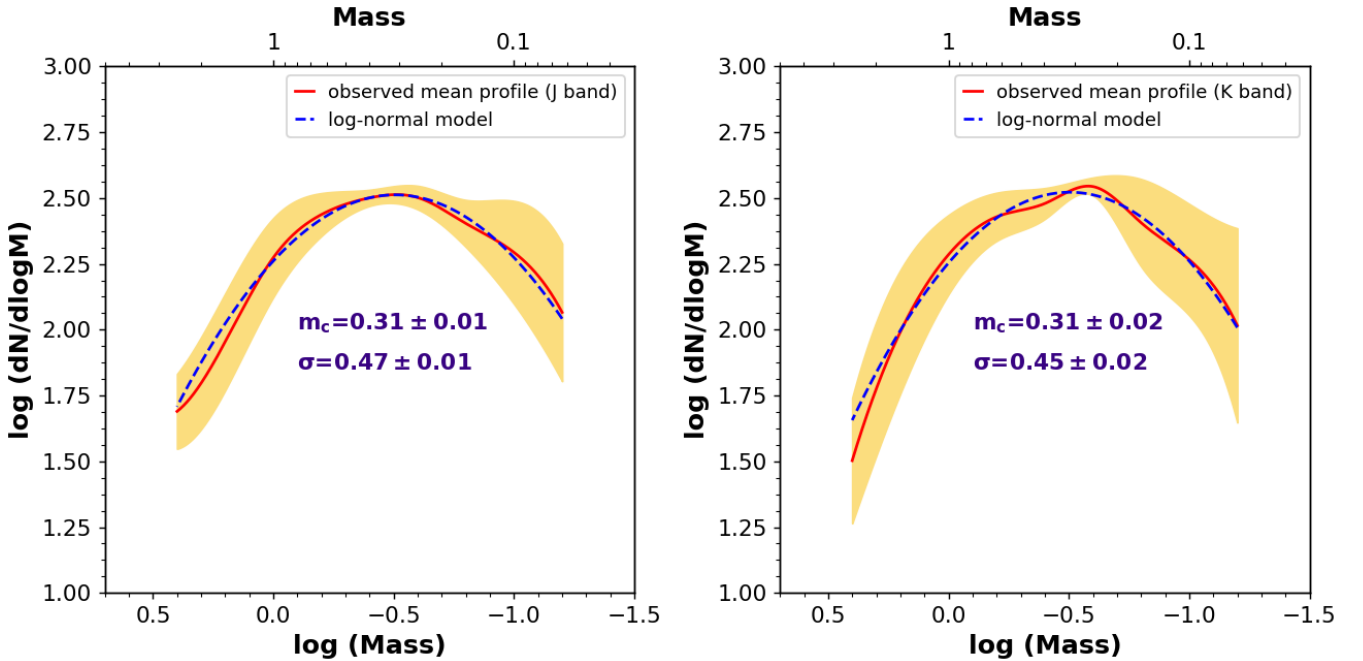 Mass
1 0.1
3.00
2.75
2.50
2.25
2.00
1.75
1.50
1.25
1.00
log (dN/dlogM)
observed mean profile (J band)
log-normal model
m_c=0.31 ± 0.01
σ=0.47 ± 0.01
0.5 0.0 −0.5 −1.0 −1.5
log (Mass)
Mass
1 0.1
3.00
2.75
2.50
2.25
2.00
1.75
1.50
1.25
1.00
log (dN/dlogM)
observed mean profile (K band)
log-normal model
m_c=0.31 ± 0.02
σ=0.45 ± 0.02
0.5 0.0 −0.5 −1.0 −1.5
log (Mass)